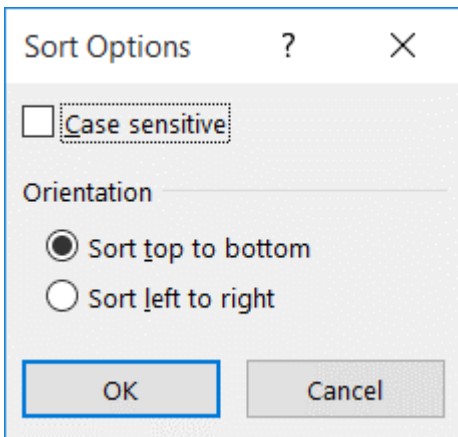 Sort Options ?
Case sensitive
Orientation
Sort top to bottom
Sort left to right
OK Cancel